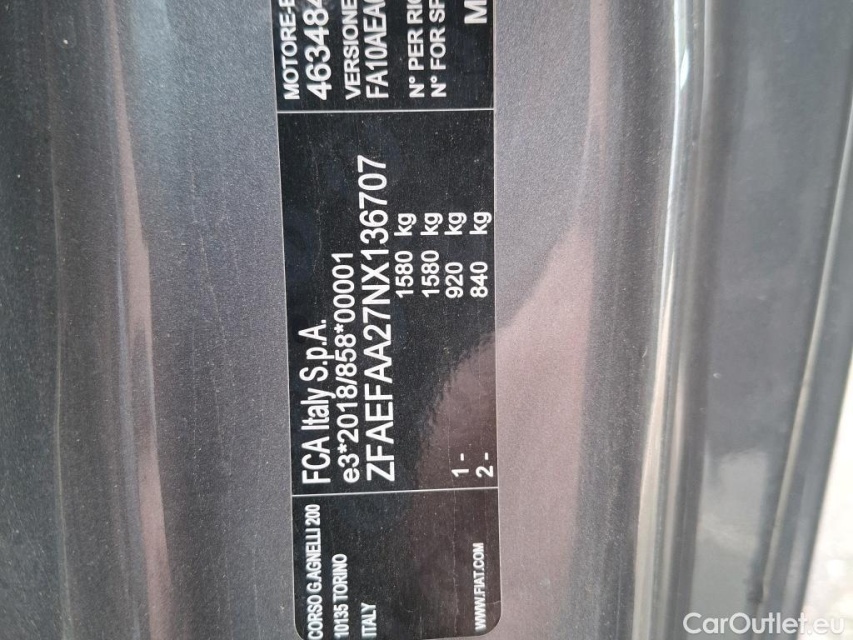 CORSO G.AGNELLI 200
10135 TORINO
ITALY
WWW.FIAT.COM
FCA Italy S.p.A.
e3*2018/858*00001
ZFAEFAA27NX136707
1580 kg
1580 kg
1 - 920 kg
2 - 840 kg
MOTORE-E
463484
VERSIONE
FA10AEA
N° PER RIC
N° FOR SP
M
CarOutlet.eu